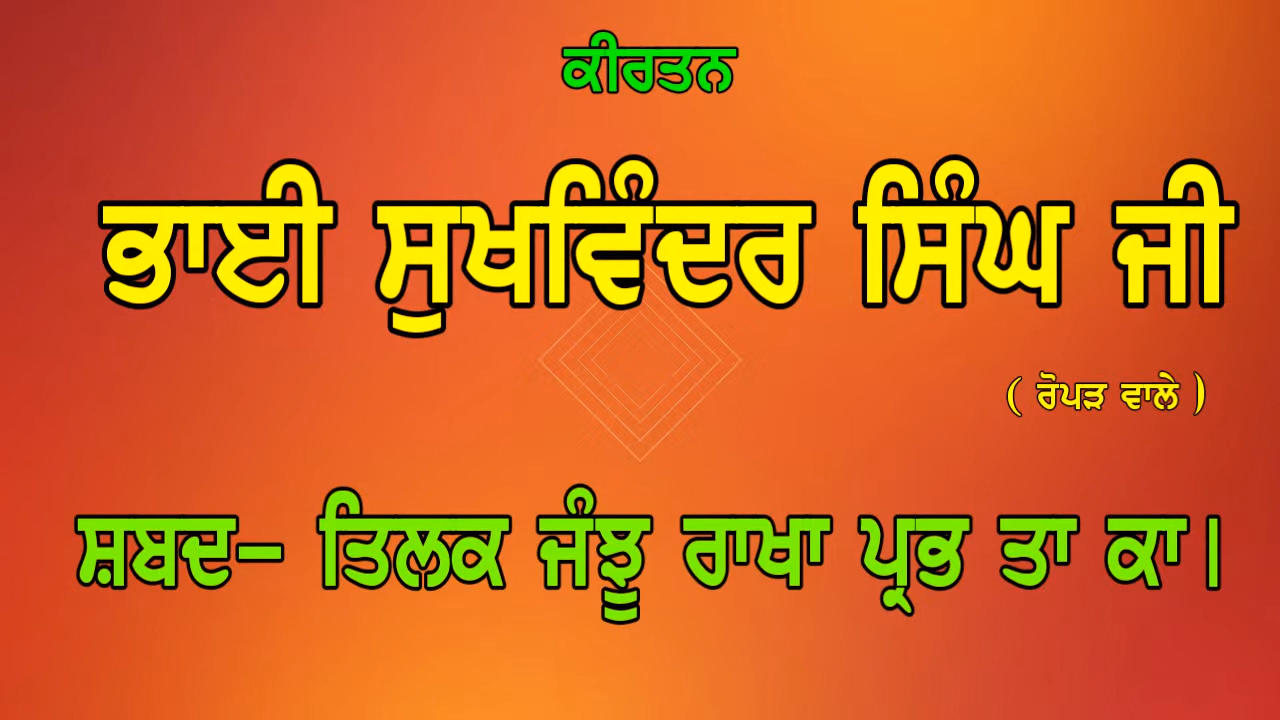 ਕੀਰਤਨ
ਭਾਈ ਸੁਖਵਿੰਦਰ ਸਿੰਘ ਜੀ
( ਰੋਪੜ ਵਾਲੇ )
ਸ਼ਬਦ- ਤਿਲਕ ਜੰਞੂ ਰਾਖਾ ਪ੍ਰਭ ਤਾ ਕਾ।